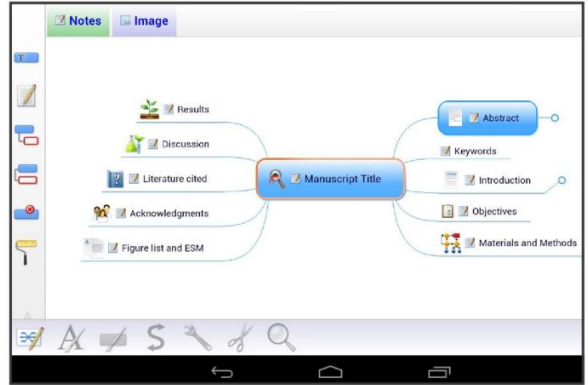 Notes
Image
Results
Discussion
Literature cited
Acknowledgments
Figure list and ESM
Manuscript Title
Abstract
Keywords
Introduction
Objectives
Materials and Methods